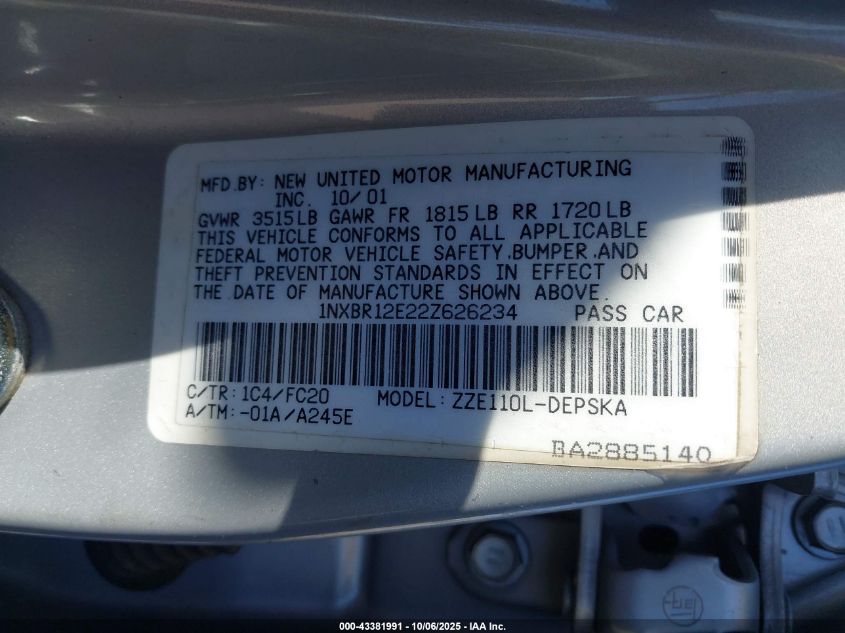 MFD.BY: NEW UNITED MOTOR MANUFACTURING
INC. 10/01
GVWR 3515LB GAWR FR 1815LB RR 1720LB
THIS VEHICLE CONFORMS TO ALL APPLICABLE
FEDERAL MOTOR VEHICLE SAFETY.BUMPER.AND
THEFT PREVENTION STANDARDS IN EFFECT ON
THE DATE OF MANUFACTURE SHOWN ABOVE.
1NXBR12E22Z626234 PASS CAR
C/TR: 1C4/FC20 MODEL: ZZE110L-DEPSKA
A/TM: -01A/A245E
BA2885140
000-43381991 - 10/06/2025 - IAA Inc.